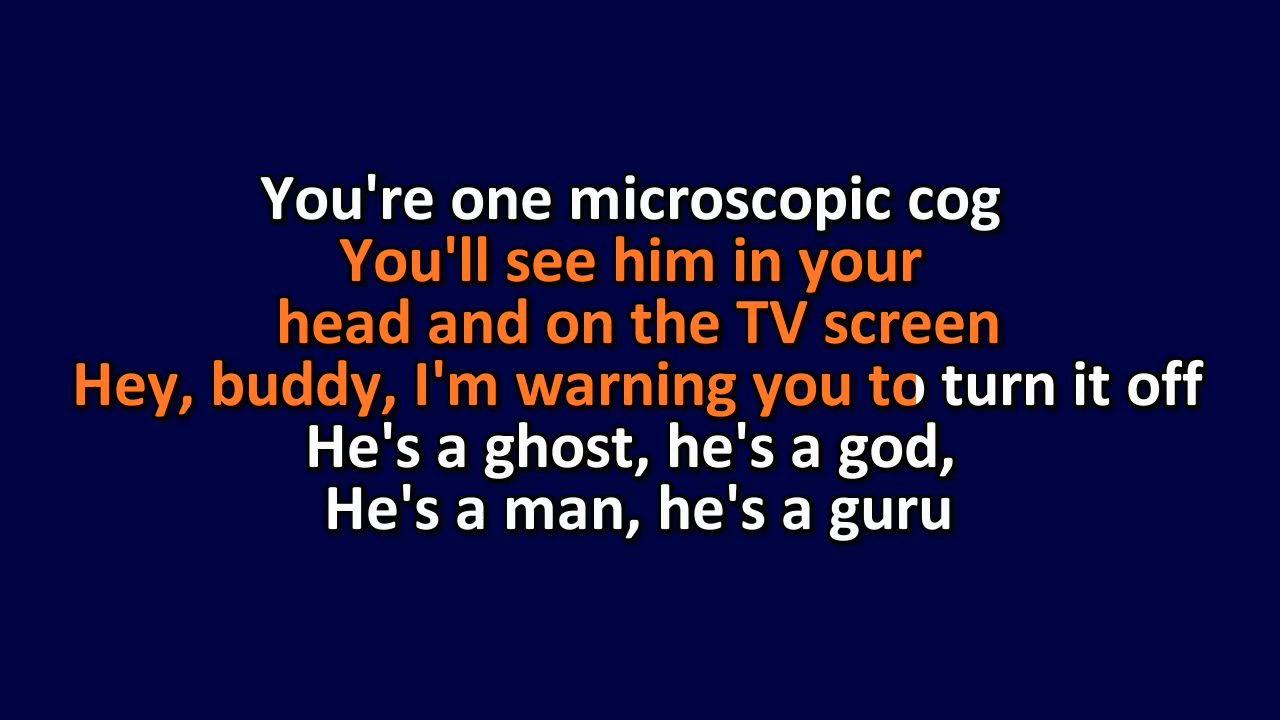 You're one microscopic cog
You'll see him in your
head and on the TV screen
Hey, buddy, I'm warning you to turn it off
He's a ghost, he's a god,
He's a man, he's a guru